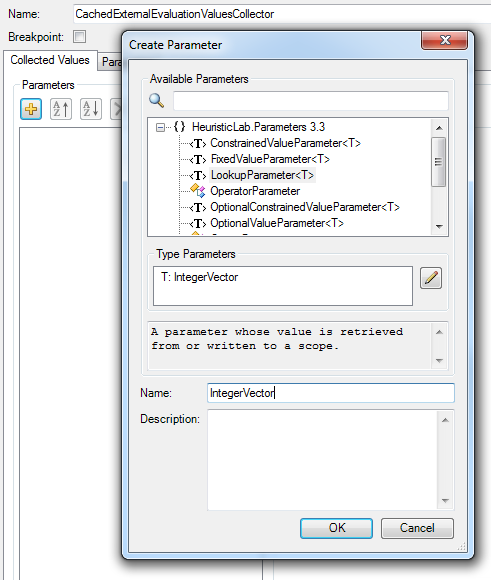 Name: CachedExternalEvaluationValuesCollector
Breakpoint:
Collected Values Para
Parameters
Create Parameter
Available Parameters
{} HeuristicLab.Parameters 3.3
<T> ConstrainedValueParameter<T>
<T> FixedValueParameter<T>
<T> LookupParameter<T>
OperatorParameter
<T> OptionalConstrainedValueParameter<T>
<T> OptionalValueParameter<T>
Type Parameters
T: IntegerVector
A parameter whose value is retrieved
from or written to a scope.
Name: IntegerVector
Description:
OK Cancel